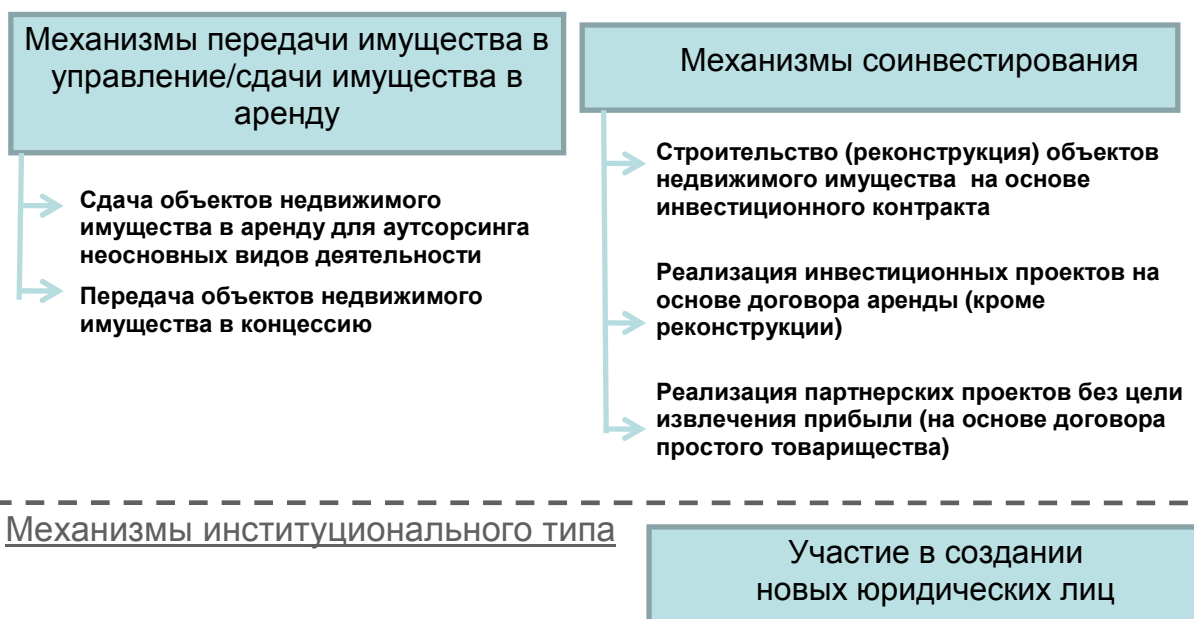 Механизмы передачи имущества в
управление/сдачи имущества в
аренду
Сдача объектов недвижимого
имущества в аренду для аутсорсинга
неосновных видов деятельности
Передача объектов недвижимого
имущества в концессию
Механизмы соинвестирования
Строительство (реконструкция) объектов
недвижимого имущества на основе
инвестиционного контракта
Реализация инвестиционных проектов на
основе договора аренды (кроме
реконструкции)
Реализация партнерских проектов без цели
извлечения прибыли (на основе договора
простого товарищества)
Механизмы институционального типа
Участие в создании
новых юридических лиц